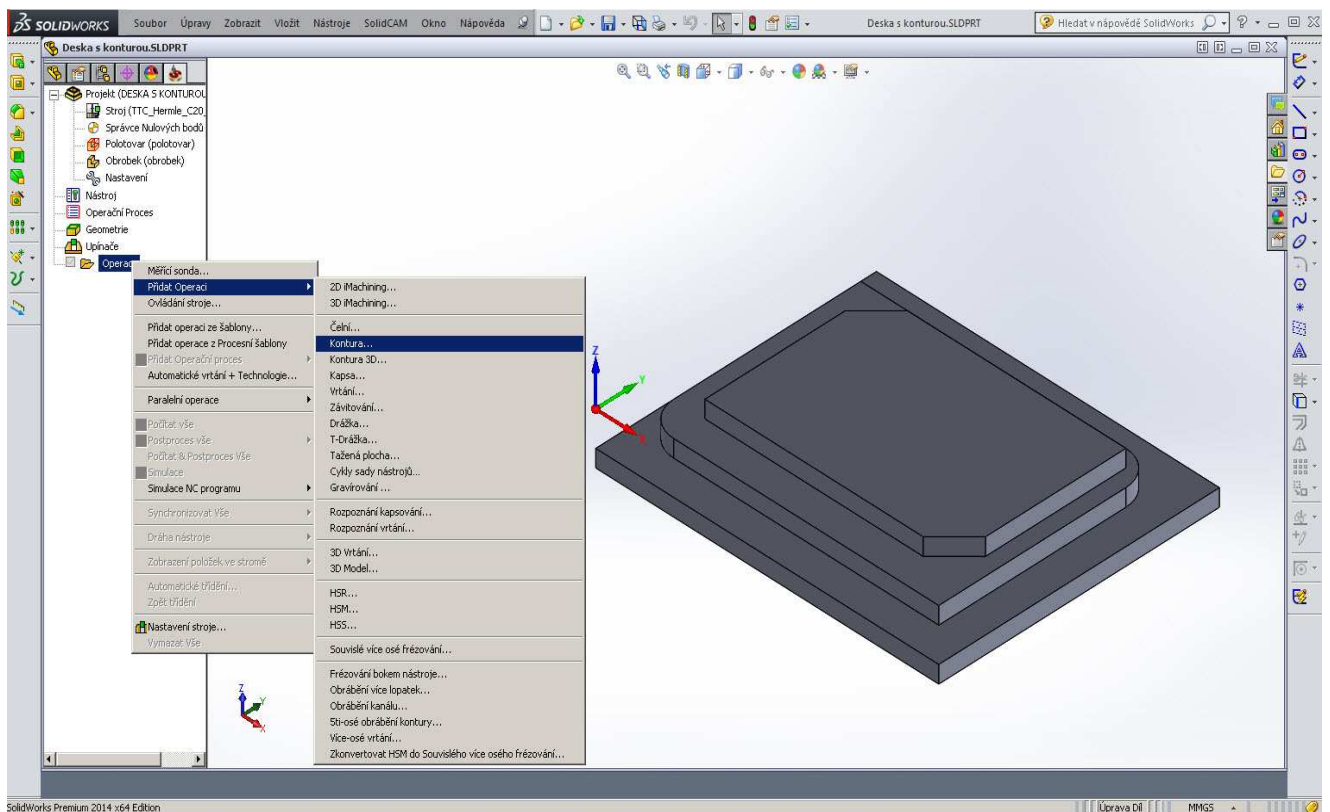 SOLIDWORKS Soubor Úpravy Zobrazit Vložit Nástroje SolidCAM Okno Nápověda Deska s konturou.SLDPRT Hledat v nápovědě SolidWorks
Deska s konturou.SLDPRT
Projekt (DESKA S KONTUROU
Stroj (TTC_Hermle_C20_
Správce Nulových bodů
Polotovar (polotovar)
Obrobek (obrobek)
Nastavení
Nástroj
Operační Proces
Geometrie
Upínače
Operac
Měřící sonda...
Přidat Operaci
Ovládání stroje...
Přidat operaci ze šablony...
Přidat operace z Procesní šablony
Přidat Operační proces
Automatické vrtání + Technologie...
Paralelní operace
Počítat vše
Postproces vše
Počítat & Postproces Vše
Simulace
Simulace NC programu
Synchronizovat Vše
Dráha nástroje
Zobrazení položek ve stromě
Automatické třídění...
Zpět třídění
Nastavení stroje...
Vymazat Vše
2D iMachining...
3D iMachining...
Čelní...
Kontura...
Kontura 3D...
Kapsa...
Vrtání...
Závitování...
Drážka...
T-Drážka...
Tažená plocha...
Cykly sady nástrojů...
Gravírování ...
Rozpoznání kapsování...
Rozpoznání vrtání...
3D Vrtání...
3D Model...
HSR...
HSM...
HSS...
Souvislé více osé frézování...
Frézování bokem nástroje...
Obrábění více lopatek...
Obrábění kanálu...
5ti-osé obrábění kontury...
Více-osé vrtání...
Zkonvertovat HSM do Souvislého více osého frézování...
Z
Y
X
Z
Y
X
SolidWorks Premium 2014 x64 Edition Úprava Díl MMGS